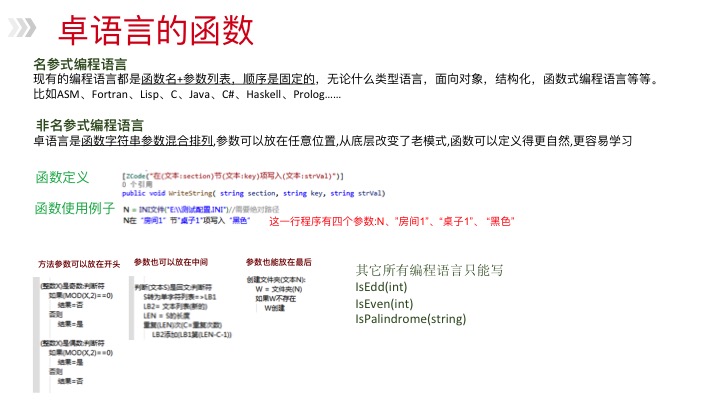 卓语言的函数
名参式编程语言
现有的编程语言都是函数名+参数列表，顺序是固定的，无论什么类型语言，面向对象，结构化，函数式编程语言等等。
比如ASM、Fortran、Lisp、C、Java、C#、Haskell、Prolog……
非名参式编程语言
卓语言是函数字符串参数混合排列,参数可以放在任意位置,从底层改变了老模式,函数可以定义得更自然,更容易学习
函数定义
[ZCode("在(文本:section)节(文本:key)项写入(文本:strVal)")]
0 个引用
public void WriteString( string section, string key, string strVal)
函数使用例子
N = INI文件("E:\\测试配置.INI")//需要绝对路径
N在 "房间1" 节"桌子1"项写入 "黑色"
这一行程序有四个参数:N、"房间1"、“桌子1”、 “黑色"
方法参数可以放在开头
(整数X)是奇数:判断符
如果(MOD(X,2)==0)
结果=否
否则
结果=是
(整数X)是偶数:判断符
如果(MOD(X,2)==0)
结果=是
否则
结果=否
参数也可以放在中间
判断(文本S)是回文:判断符
S转为单字符列表=>LB1
LB2= 文本列表(新的)
LEN = S的长度
重复(LEN)次(C=重复次数)
LB2添加(LB1第(LEN-C-1))
参数也能放在最后
创建文件夹(文本N):
W = 文件夹(N)
如果W不存在
W创建
其它所有编程语言只能写
IsEdd(int)
IsEven(int)
IsPalindrome(string)